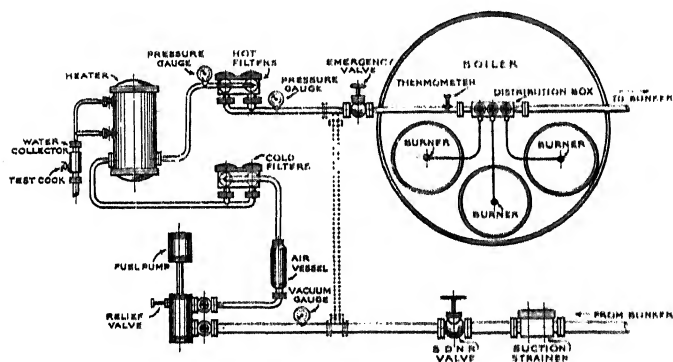 PRESSURE
GAUGE
HOT
FILTERS
HEATER
PRESSURE
GAUGE
EMERGENCY
VALVE
BOILER
THERMOMETER
DISTRIBUTION BOX
TO BUNKER
WATER
COLLECTOR
TEST COCK
COLD
FILTERS
BURNER
BURNER
BURNER
FUEL PUMP
AIR
VESSEL
VACUUM
GAUGE
RELIEF
VALVE
FROM BUNKER
S.D.N.R.
VALVE
SUCTION
STRAINER